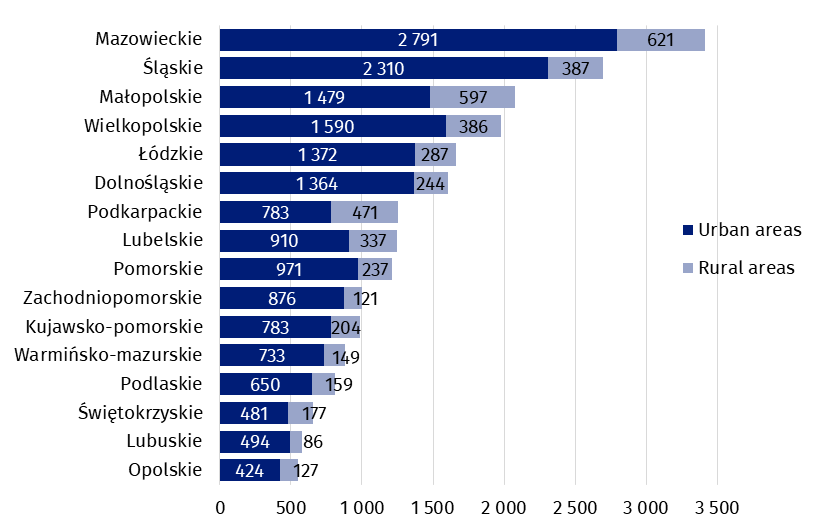 Mazowieckie 2 791 621
Śląskie 2 310 387
Małopolskie 1 479 597
Wielkopolskie 1 590 386
Łódzkie 1 372 287
Dolnośląskie 1 364 244
Podkarpackie 783 471
Lubelskie 910 337
Pomorskie 971 237
Zachodniopomorskie 876 121
Kujawsko-pomorskie 783 204
Warmińsko-mazurskie 733 149
Podlaskie 650 159
Świętokrzyskie 481 177
Lubuskie 494 86
Opolskie 424 127
0 500 1 000 1 500 2 000 2 500 3 000 3 500
Urban areas
Rural areas